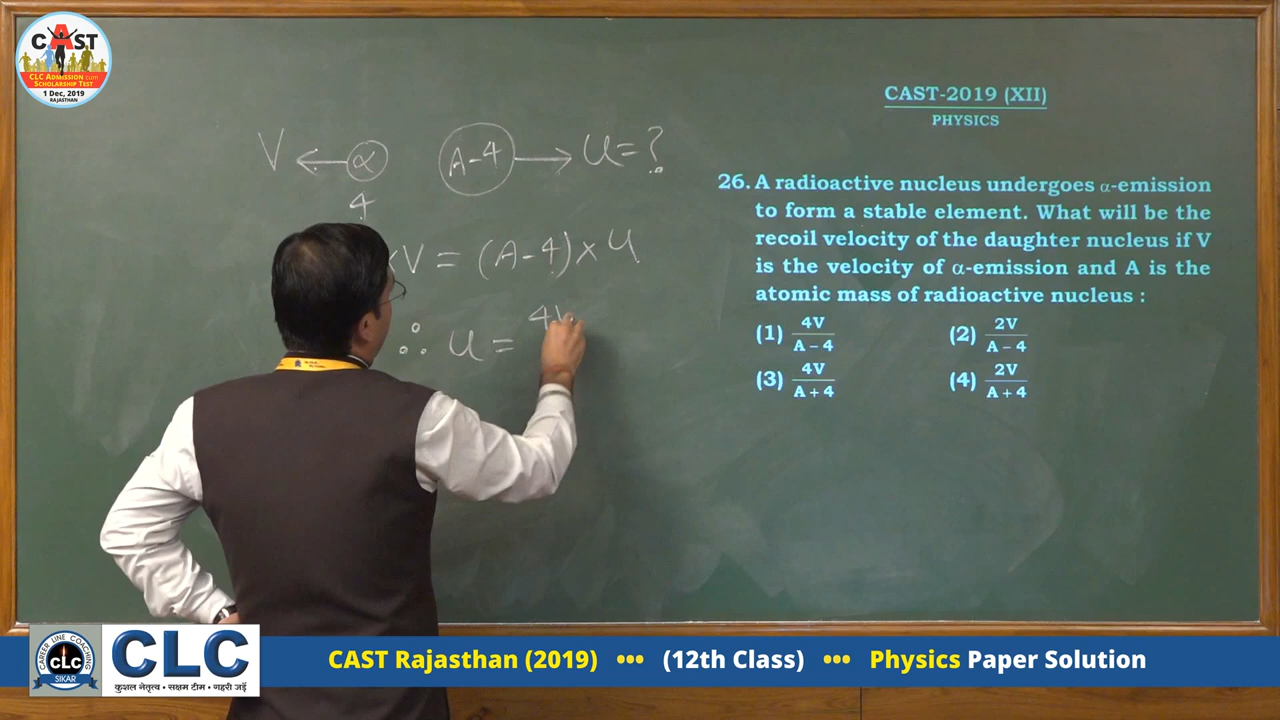 CAST
CLC ADMISSION cum
SCHOLARSHIP TEST
1 Dec, 2019
RAJASTHAN
V ← α A-4 → U=?
4
V = (A-4) × U
∴ U = 4V
CAST-2019 (XII)
PHYSICS
26. A radioactive nucleus undergoes α-emission
to form a stable element. What will be the
recoil velocity of the daughter nucleus if V
is the velocity of α-emission and A is the
atomic mass of radioactive nucleus :
(1) 4V / A – 4 (2) 2V / A – 4
(3) 4V / A + 4 (4) 2V / A + 4
CAREER LINE COACHING
CLC
SIKAR
CLC
कुशल नेतृत्व • सक्षम टीम • गहरी जड़ें
CAST Rajasthan (2019) ••• (12th Class) ••• Physics Paper Solution